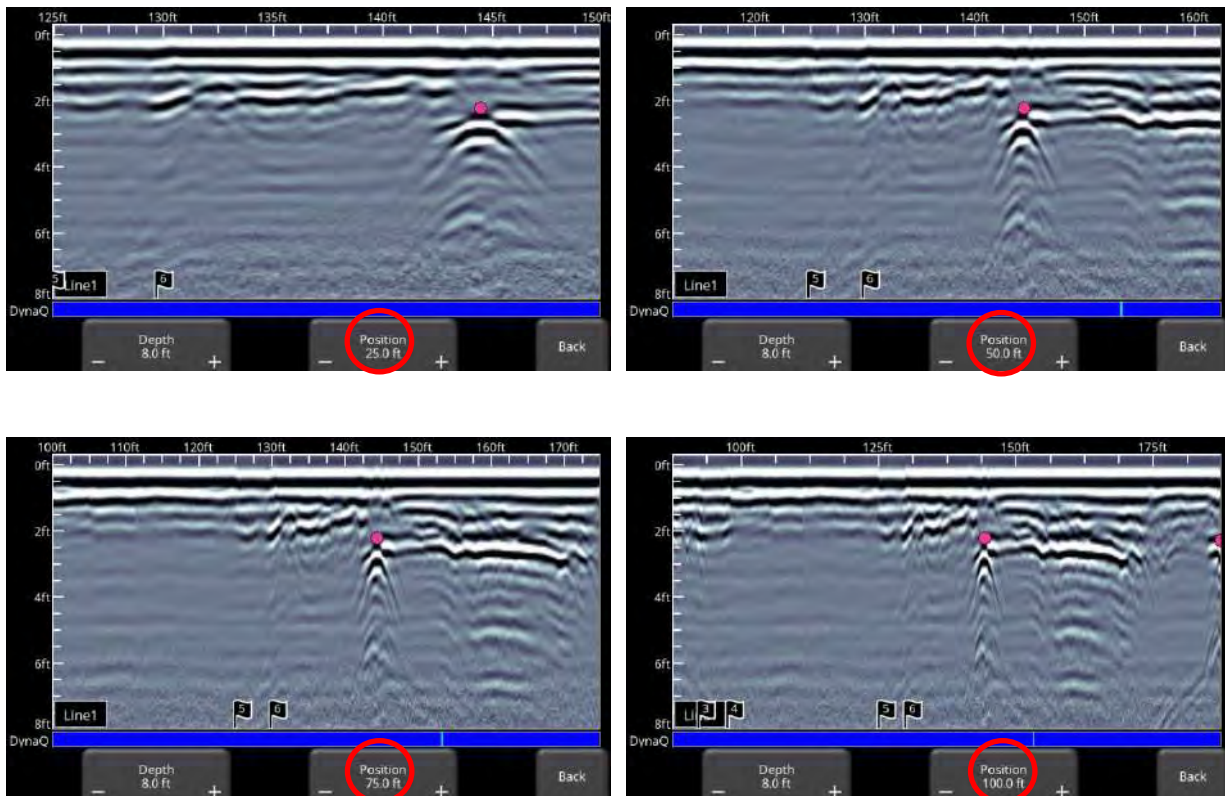 125ft 130ft 135ft 140ft 145ft 150ft
0ft
2ft
4ft
6ft
8ft
5 Line1 6
DynaQ
Depth
8.0 ft
− +
Position
25.0 ft
− +
Back
120ft 130ft 140ft 150ft 160ft
0ft
2ft
4ft
6ft
8ft
Line1 5 6
DynaQ
Depth
8.0 ft
− +
Position
50.0 ft
− +
Back
100ft 110ft 120ft 130ft 140ft 150ft 160ft 170ft
0ft
2ft
4ft
6ft
8ft
Line1 5 6
DynaQ
Depth
8.0 ft
− +
Position
75.0 ft
− +
Back
100ft 125ft 150ft 175ft
0ft
2ft
4ft
6ft
8ft
Li 3 4 5 6
DynaQ
Depth
8.0 ft
− +
Position
100.0 ft
− +
Back